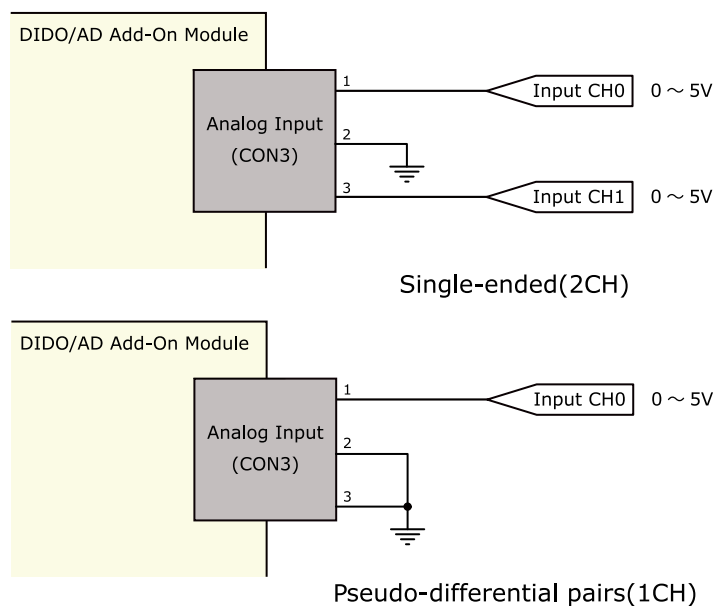 DIDO/AD Add-On Module
Analog Input
(CON3)
1
2
3
Input CH0
0 ~ 5V
Input CH1
0 ~ 5V
Single-ended(2CH)
DIDO/AD Add-On Module
Analog Input
(CON3)
1
2
3
Input CH0
0 ~ 5V
Pseudo-differential pairs(1CH)